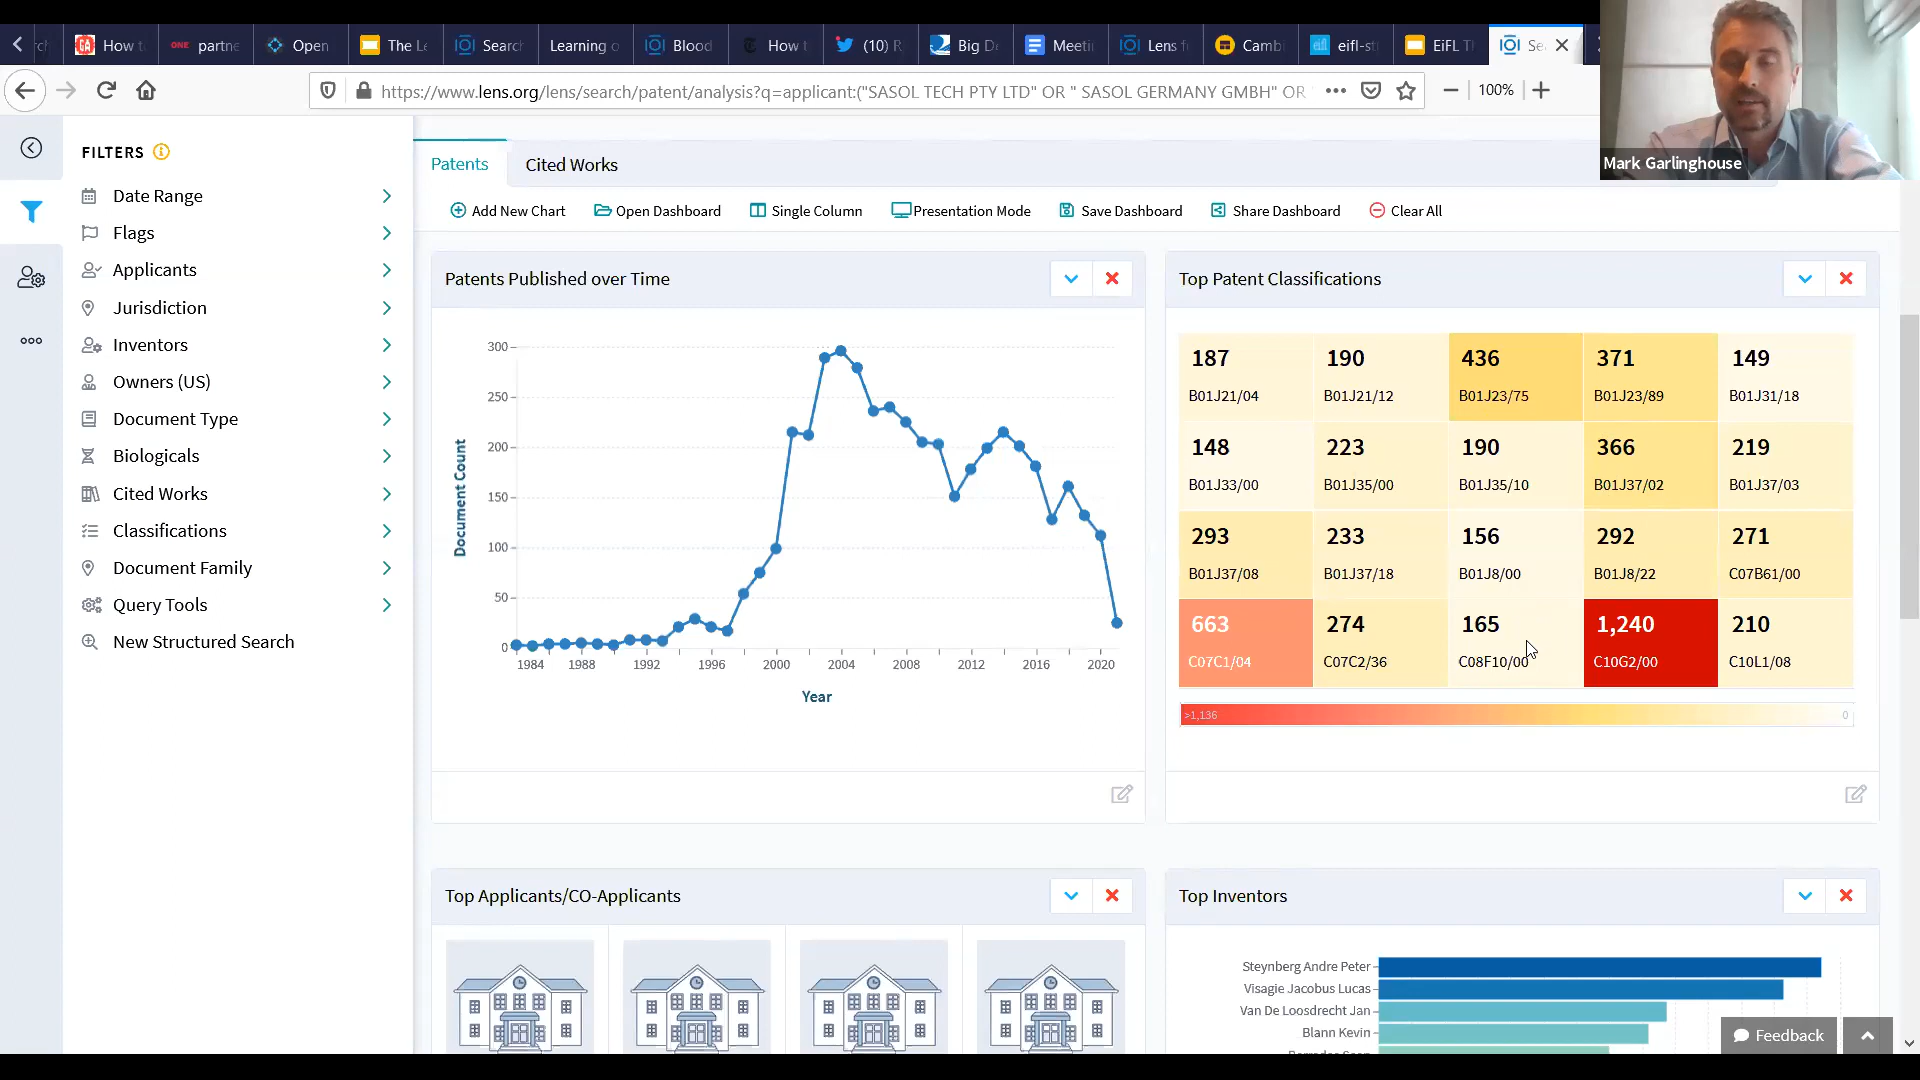 How t
ONE partne
Open
The Le
Search
Learning o
Blood
How t
(10) R
Big D
Meeti
Lens f
Cambi
eifl-st
EiFL T
Se
https://www.lens.org/lens/search/patent/analysis?q=applicant:("SASOL TECH PTY LTD" OR " SASOL GERMANY GMBH" OR
100%
Mark Garlinghouse
FILTERS
Date Range
Flags
Applicants
Jurisdiction
Inventors
Owners (US)
Document Type
Biologicals
Cited Works
Classifications
Document Family
Query Tools
New Structured Search
Patents
Cited Works
Add New Chart
Open Dashboard
Single Column
Presentation Mode
Save Dashboard
Share Dashboard
Clear All
Patents Published over Time
300
250
200
150
100
50
0
Document Count
1984 1988 1992 1996 2000 2004 2008 2012 2016 2020
Year
Top Patent Classifications
187 190 436 371 149
B01J21/04 B01J21/12 B01J23/75 B01J23/89 B01J31/18
148 223 190 366 219
B01J33/00 B01J35/00 B01J35/10 B01J37/02 B01J37/03
293 233 156 292 271
B01J37/08 B01J37/18 B01J8/00 B01J8/22 C07B61/00
663 274 165 1,240 210
C07C1/04 C07C2/36 C08F10/00 C10G2/00 C10L1/08
>1,136 0
Top Applicants/CO-Applicants
Top Inventors
Steynberg Andre Peter
Visagie Jacobus Lucas
Van De Loosdrecht Jan
Blann Kevin
Feedback